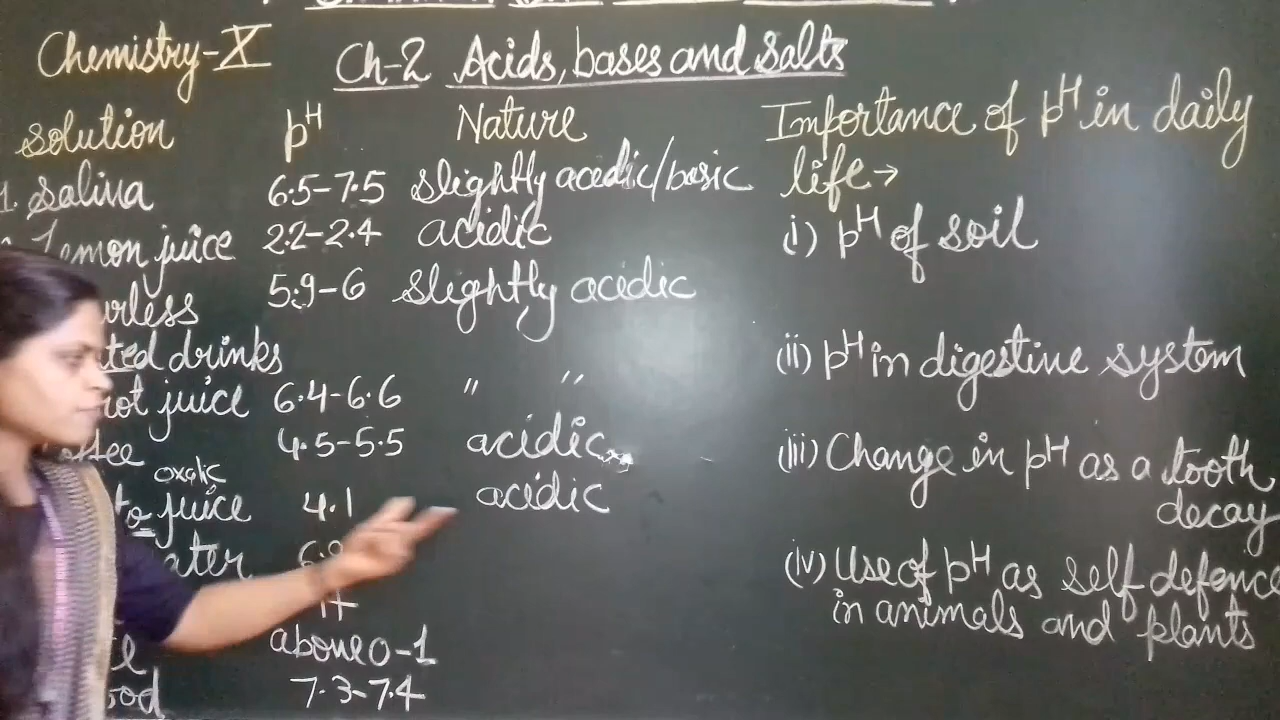 Chemistry-X
Ch-2 Acids, bases and salts
Solution pH Nature
1. Saliva 6.5-7.5 slightly acedic/basic
Lemon juice 2.2-2.4 acidic
5.9-6 slightly acidic
drinks
juice 6.4-6.6 " "
4.5-5.5 acidic
oxalic
juice 4.1 acidic
above 0-1
7.3-7.4
Importance of pH in daily
life→
(i) pH of soil
(ii) pH in digestive system
(iii) Change in pH as a tooth
decay
(iv) Use of pH as self defence
in animals and plants